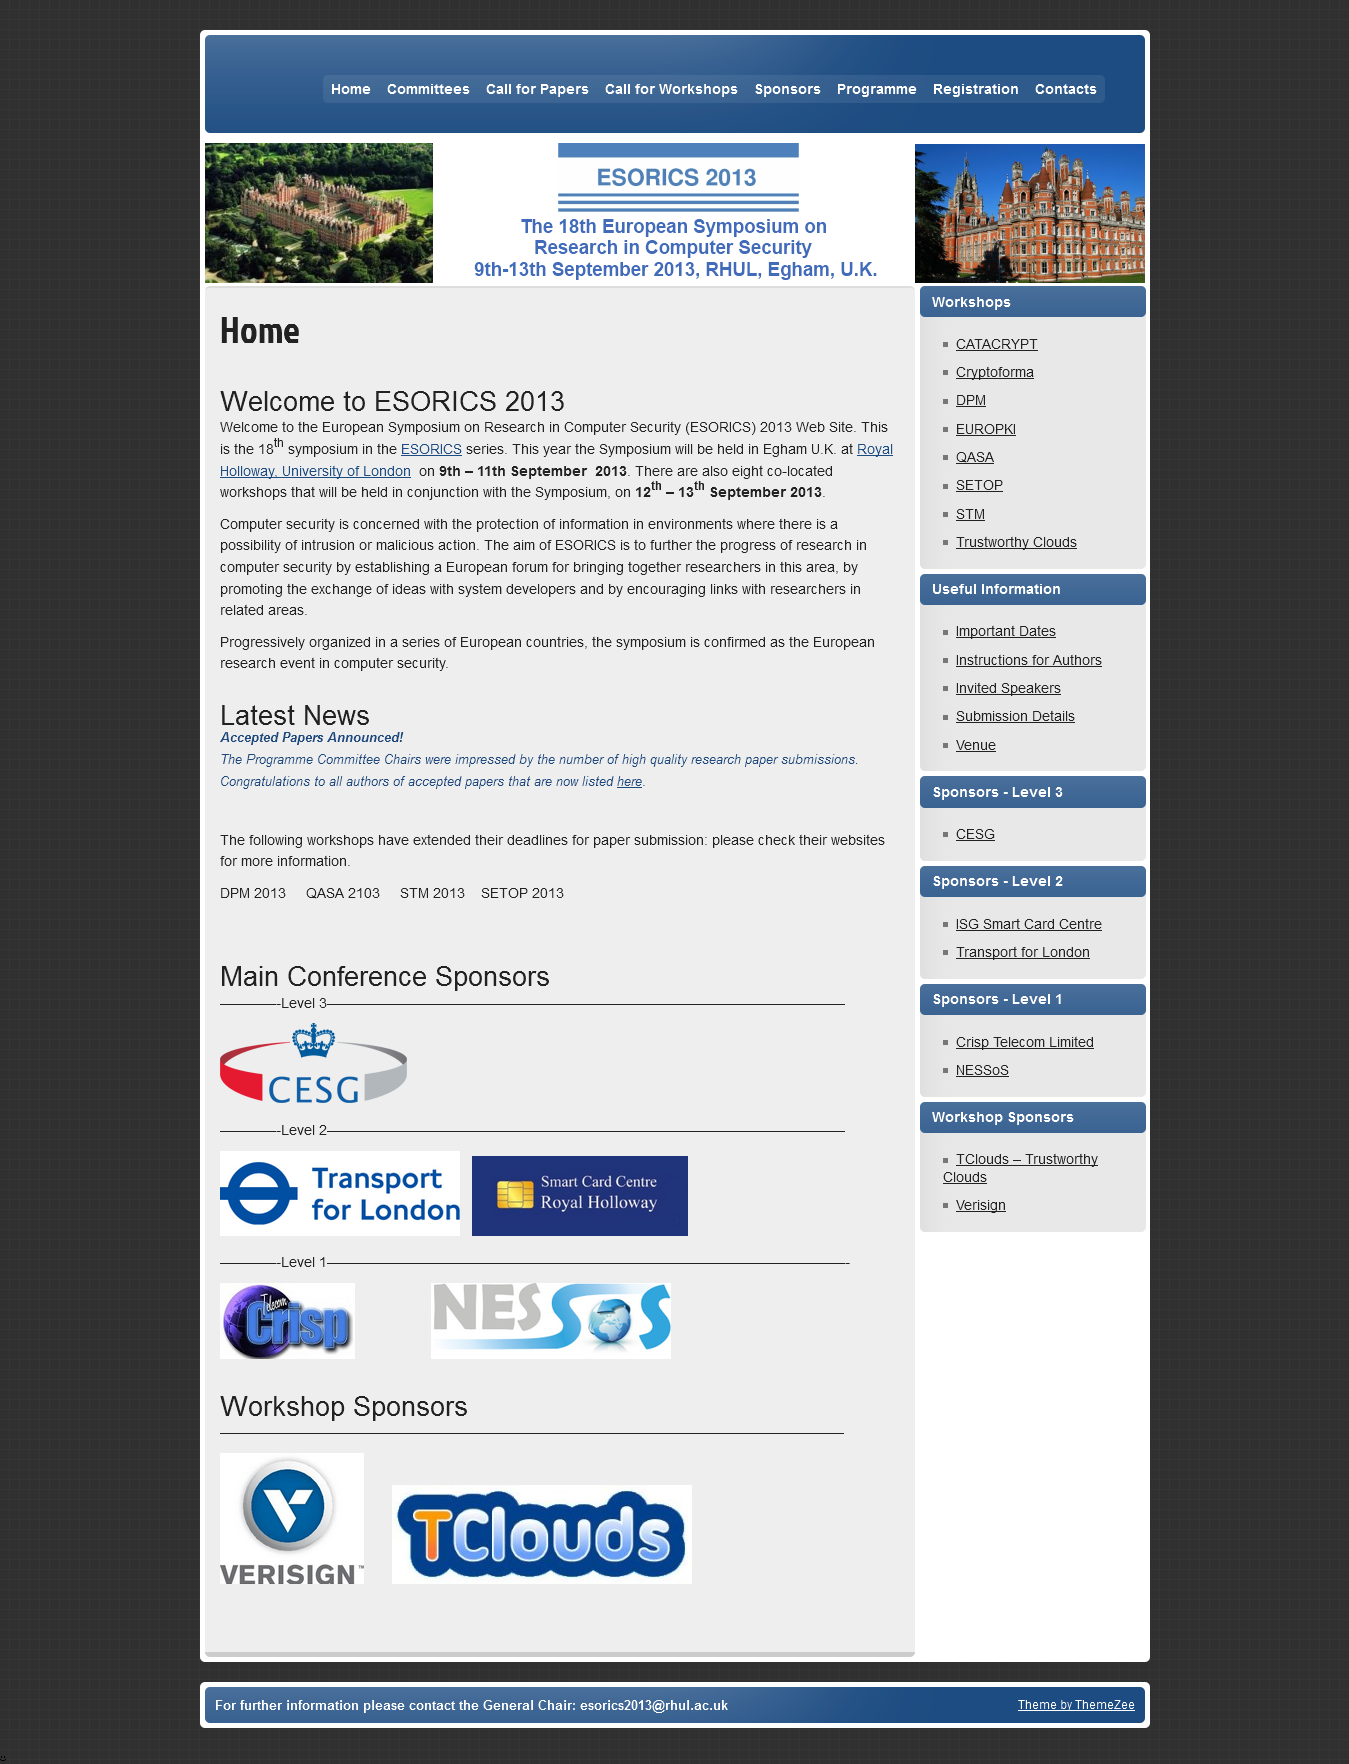 Home Committees Call for Papers Call for Workshops Sponsors Programme Registration Contacts
ESORICS 2013
The 18th European Symposium on
Research in Computer Security
9th-13th September 2013, RHUL, Egham, U.K.
Home
Welcome to ESORICS 2013
Welcome to the European Symposium on Research in Computer Security (ESORICS) 2013 Web Site. This
is the 18th symposium in the ESORICS series. This year the Symposium will be held in Egham U.K. at Royal
Holloway, University of London on 9th – 11th September 2013. There are also eight co-located
workshops that will be held in conjunction with the Symposium, on 12th – 13th September 2013.
Computer security is concerned with the protection of information in environments where there is a
possibility of intrusion or malicious action. The aim of ESORICS is to further the progress of research in
computer security by establishing a European forum for bringing together researchers in this area, by
promoting the exchange of ideas with system developers and by encouraging links with researchers in
related areas.
Progressively organized in a series of European countries, the symposium is confirmed as the European
research event in computer security.
Latest News
Accepted Papers Announced!
The Programme Committee Chairs were impressed by the number of high quality research paper submissions.
Congratulations to all authors of accepted papers that are now listed here.
The following workshops have extended their deadlines for paper submission: please check their websites
for more information.
DPM 2013 QASA 2103 STM 2013 SETOP 2013
Main Conference Sponsors
————-Level 3—————————————————————————————
CESG
————-Level 2—————————————————————————————
Transport
for London
Smart Card Centre
Royal Holloway
————-Level 1—————————————————————————————-
Telecom
Crisp
NESSOS
Workshop Sponsors
VERISIGN™
TClouds
Workshops
CATACRYPT
Cryptoforma
DPM
EUROPKI
QASA
SETOP
STM
Trustworthy Clouds
Useful Information
Important Dates
Instructions for Authors
Invited Speakers
Submission Details
Venue
Sponsors - Level 3
CESG
Sponsors - Level 2
ISG Smart Card Centre
Transport for London
Sponsors - Level 1
Crisp Telecom Limited
NESSoS
Workshop Sponsors
TClouds – Trustworthy
Clouds
Verisign
For further information please contact the General Chair: esorics2013@rhul.ac.uk
Theme by ThemeZee